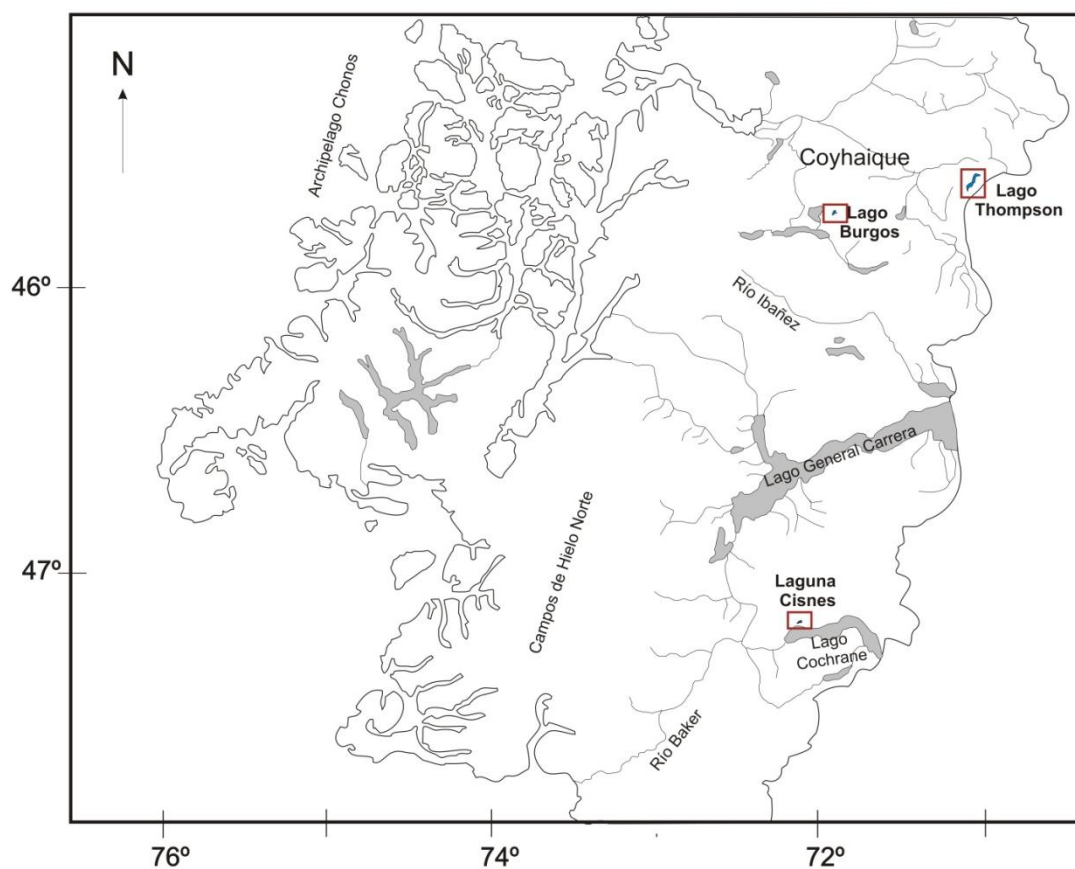 N
Archipelago Chonos
Coyhaique
Lago
Thompson
Lago
Burgos
46º
Río Ibañez
Lago General Carrera
Campos de Hielo Norte
47º
Laguna
Cisnes
Lago
Cochrane
Río Baker
76º
74º
72º